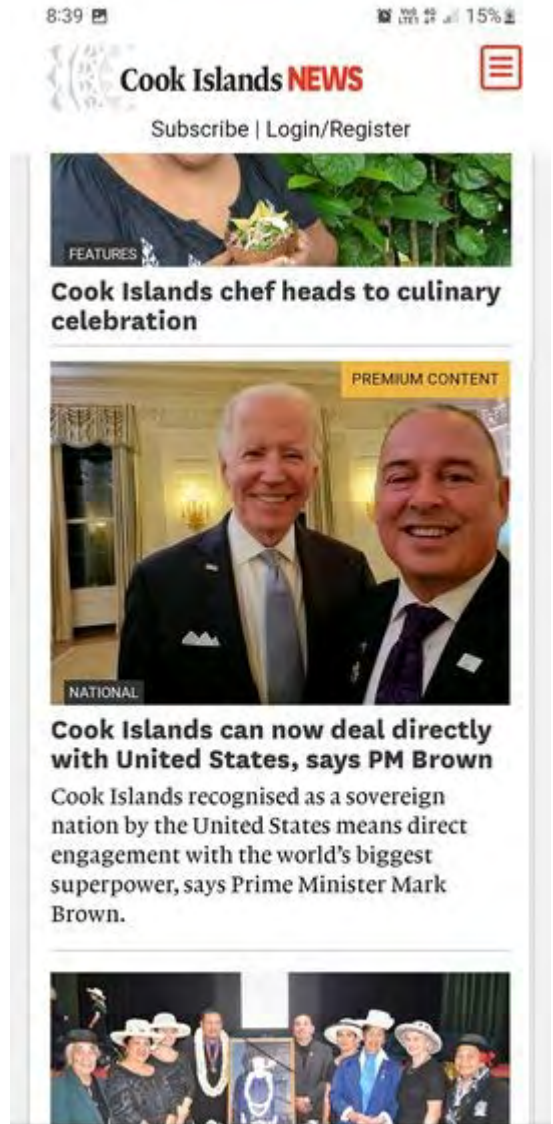 8:39
15%
Cook Islands NEWS
Subscribe | Login/Register
FEATURES
Cook Islands chef heads to culinary
celebration
PREMIUM CONTENT
NATIONAL
Cook Islands can now deal directly
with United States, says PM Brown
Cook Islands recognised as a sovereign
nation by the United States means direct
engagement with the world's biggest
superpower, says Prime Minister Mark
Brown.